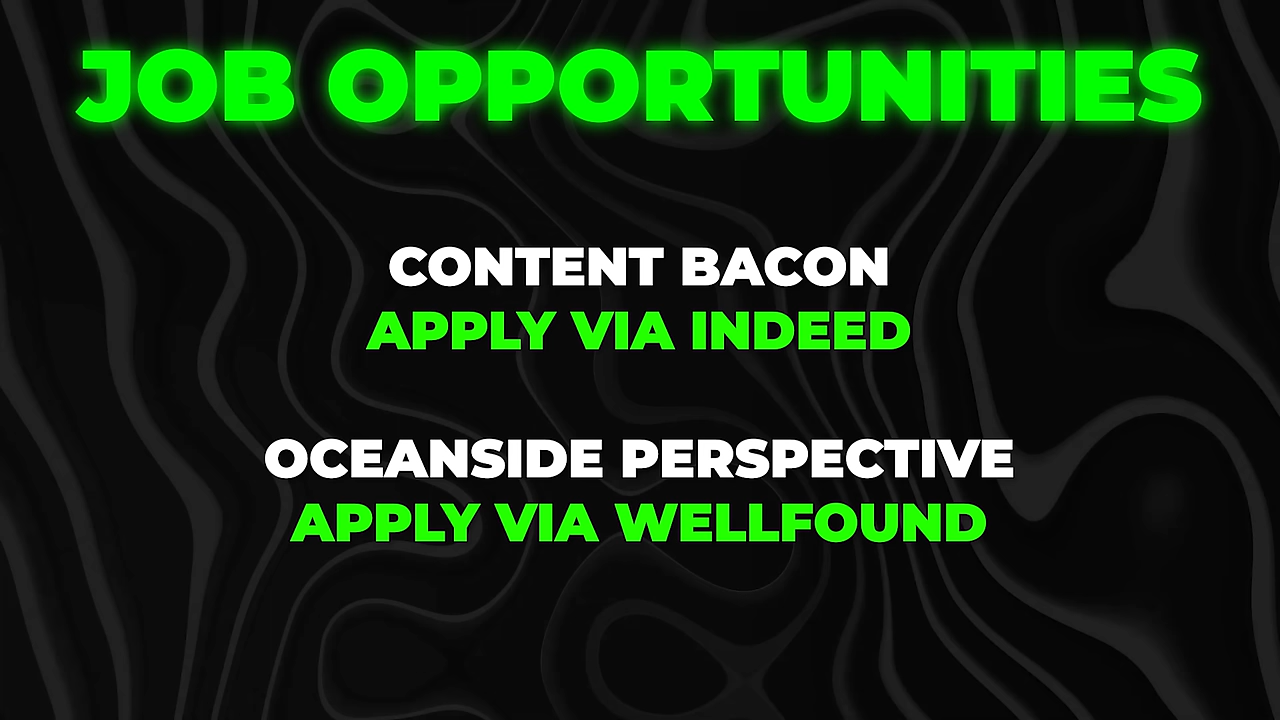 JOB OPPORTUNITIES
CONTENT BACON
APPLY VIA INDEED
OCEANSIDE PERSPECTIVE
APPLY VIA WELLFOUND